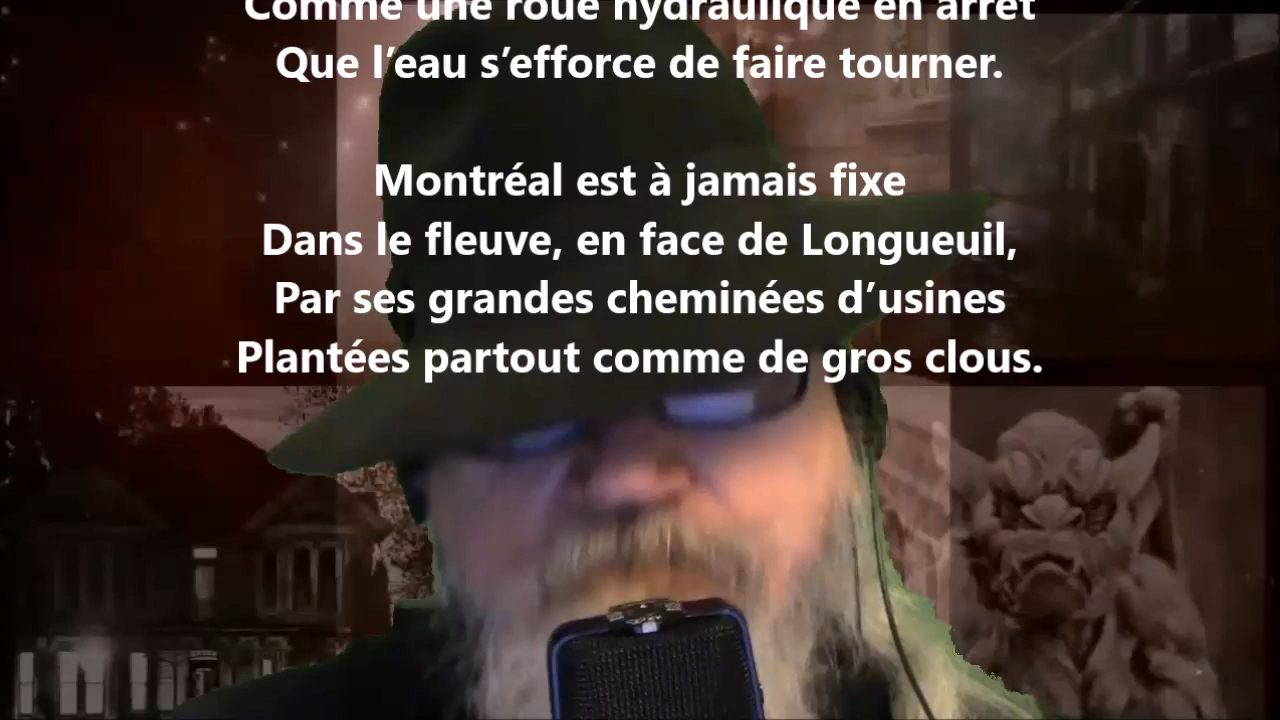 Comme une roue hydraulique en arrêt
Que l’eau s’efforce de faire tourner.
Montréal est à jamais fixe
Dans le fleuve, en face de Longueuil,
Par ses grandes cheminées d’usines
Plantées partout comme de gros clous.